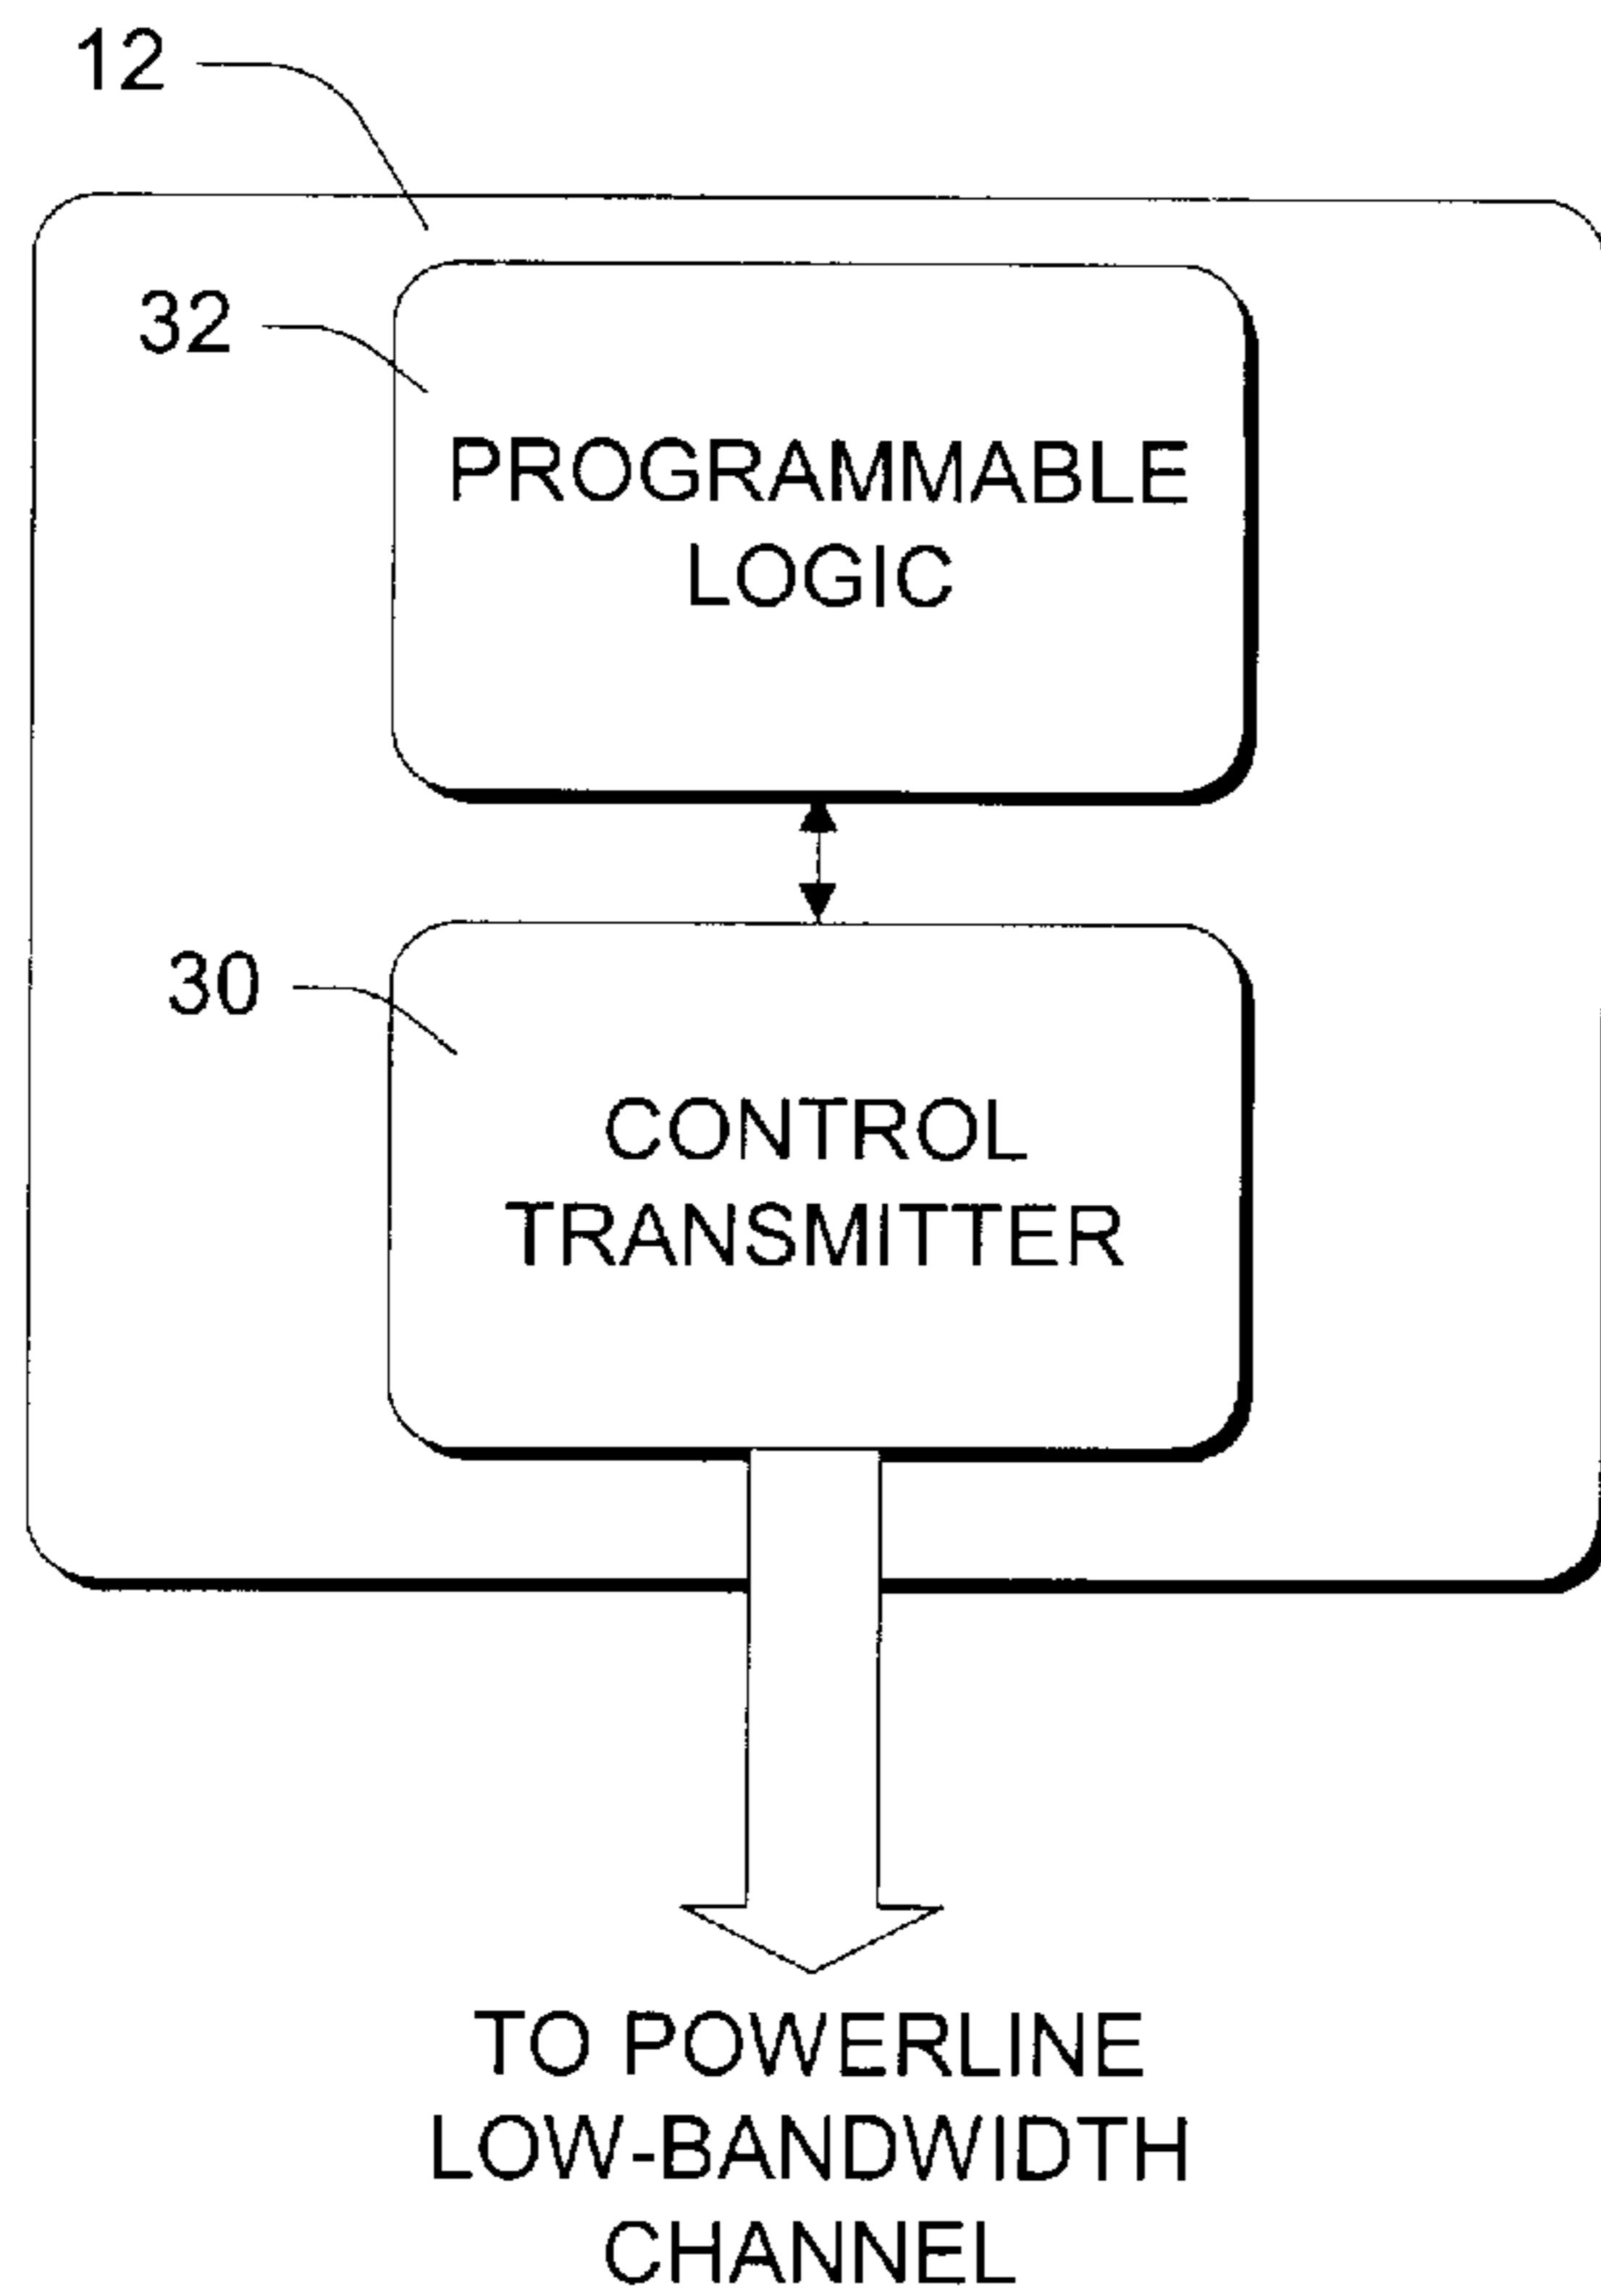 12
32
PROGRAMMABLE
LOGIC
30
CONTROL
TRANSMITTER
TO POWERLINE
LOW-BANDWIDTH
CHANNEL